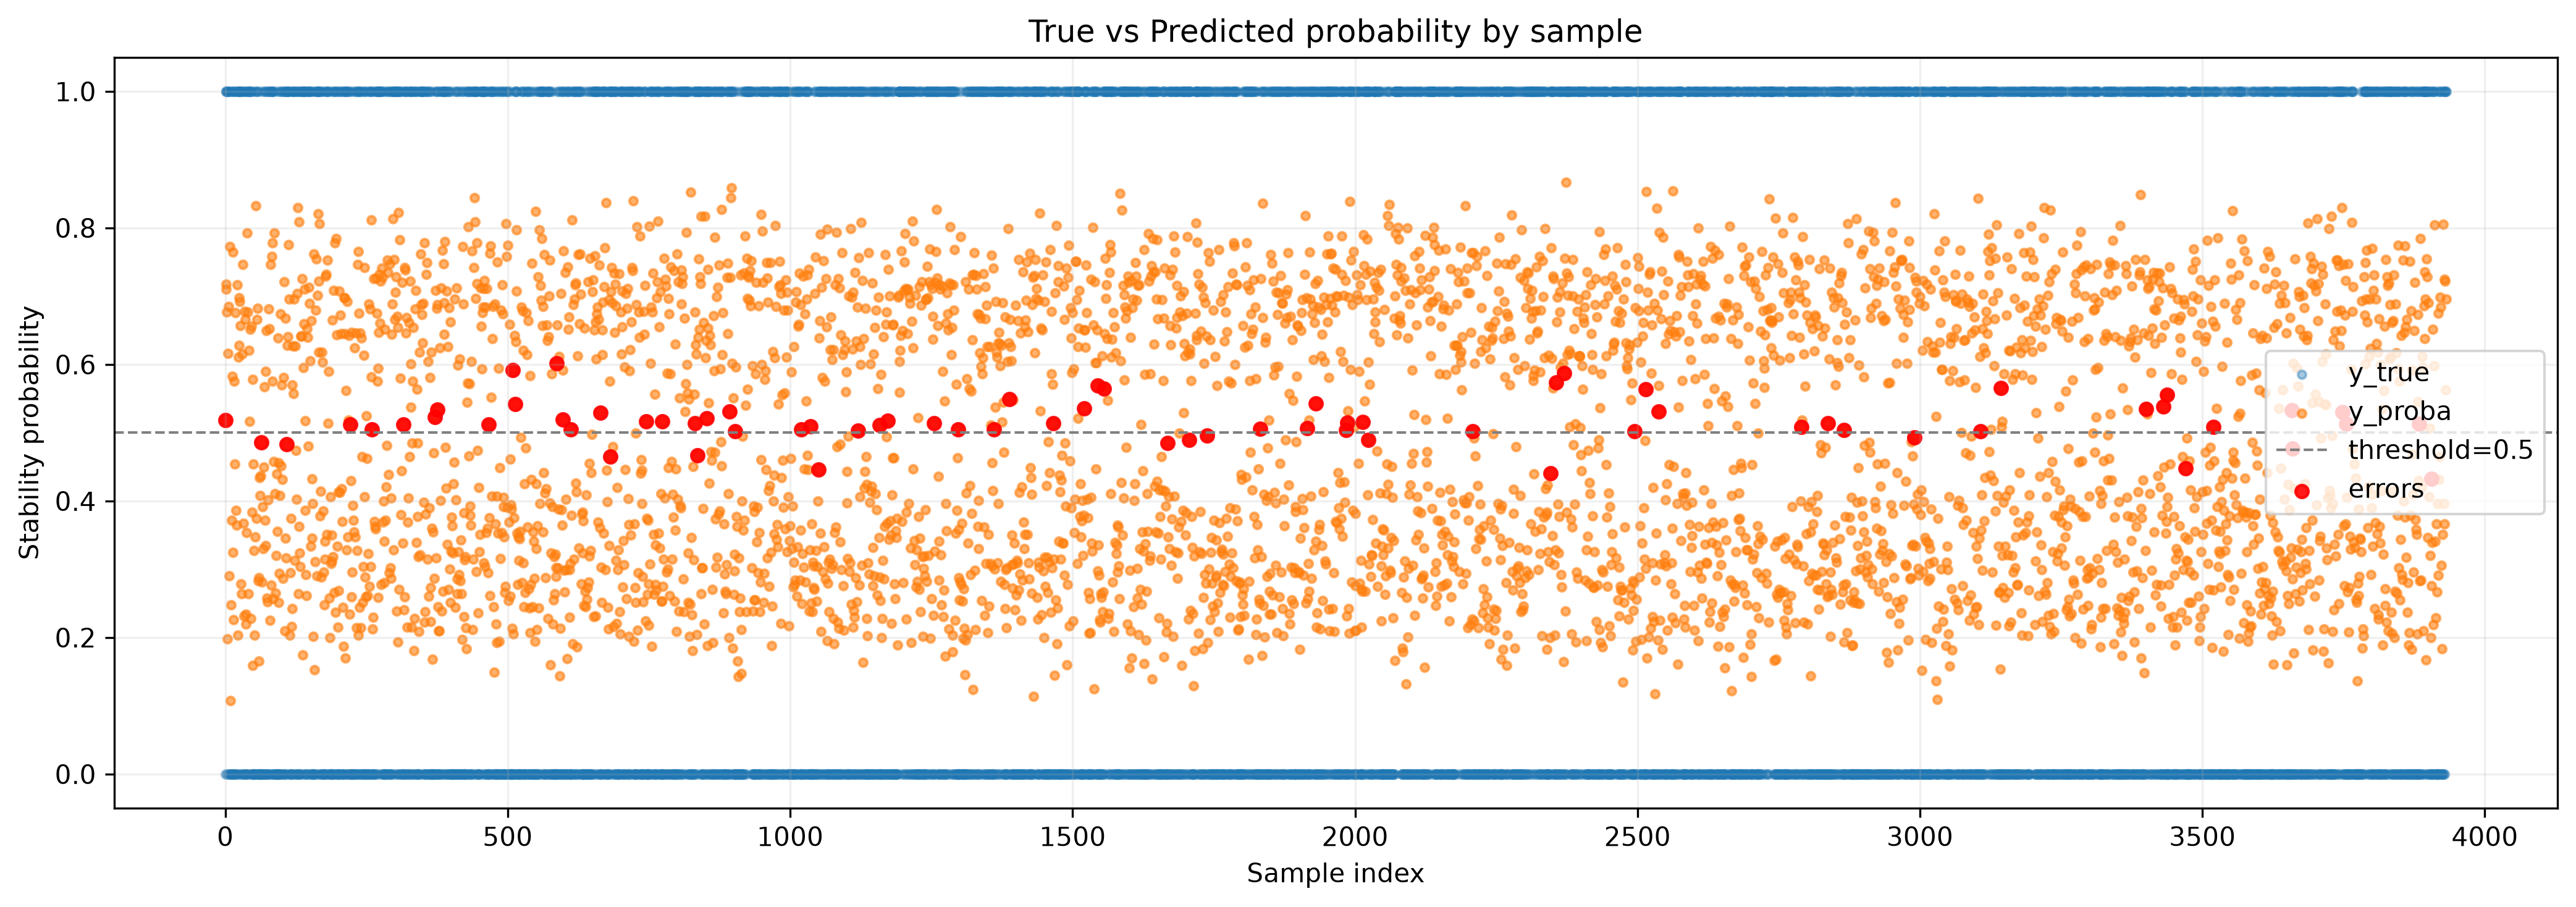 True vs Predicted probability by sample
Stability probability
1.0
0.8
0.6
0.4
0.2
0.0
y_true
y_proba
threshold=0.5
errors
0 500 1000 1500 2000 2500 3000 3500 4000
Sample index